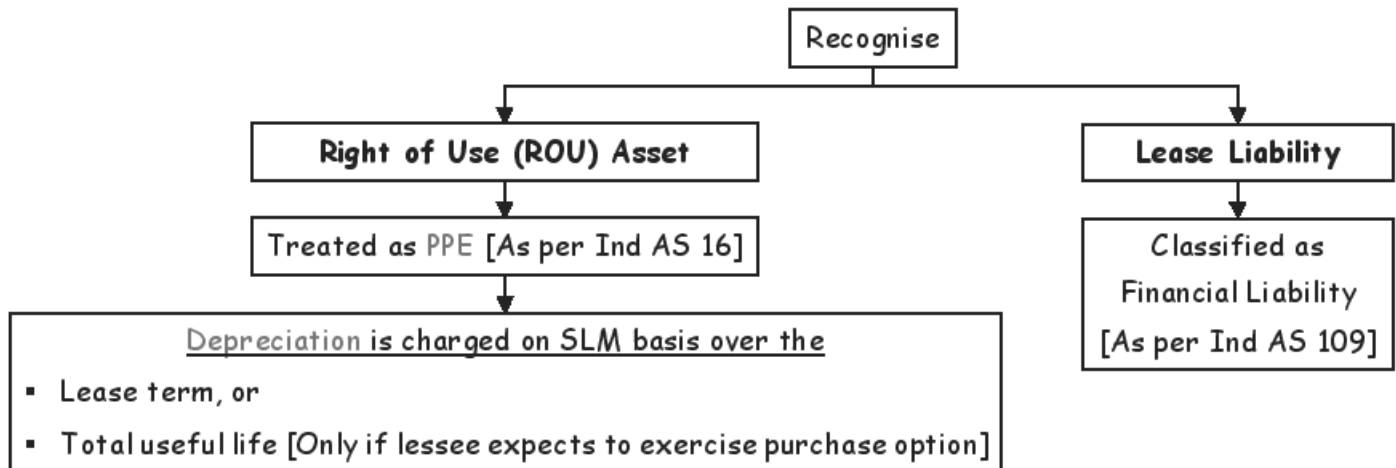 Recognise
Right of Use (ROU) Asset
Lease Liability
Treated as PPE [As per Ind AS 16]
Classified as
Financial Liability
[As per Ind AS 109]
Depreciation is charged on SLM basis over the
▪ Lease term, or
▪ Total useful life [Only if lessee expects to exercise purchase option]